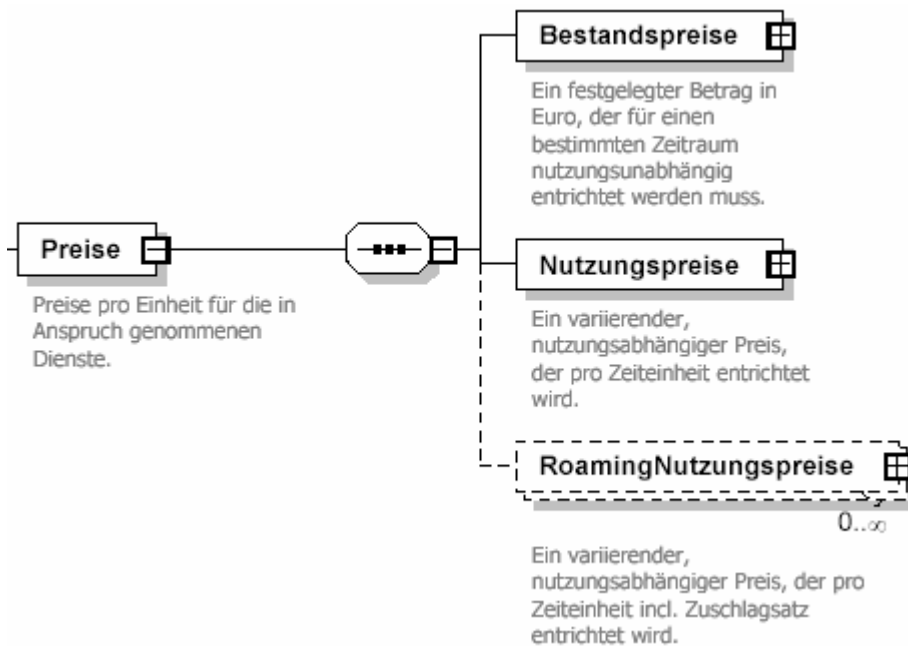 Bestandspreise
Ein festgelegter Betrag in
Euro, der für einen
bestimmten Zeitraum
nutzungsunabhängig
entrichtet werden muss.
Preise
Preise pro Einheit für die in
Anspruch genommenen
Dienste.
Nutzungspreise
Ein variierender,
nutzungsabhängiger Preis,
der pro Zeiteinheit entrichtet
wird.
RoamingNutzungspreise
0..∞
Ein variierender,
nutzungsabhängiger Preis, der pro
Zeiteinheit incl. Zuschlagsatz
entrichtet wird.